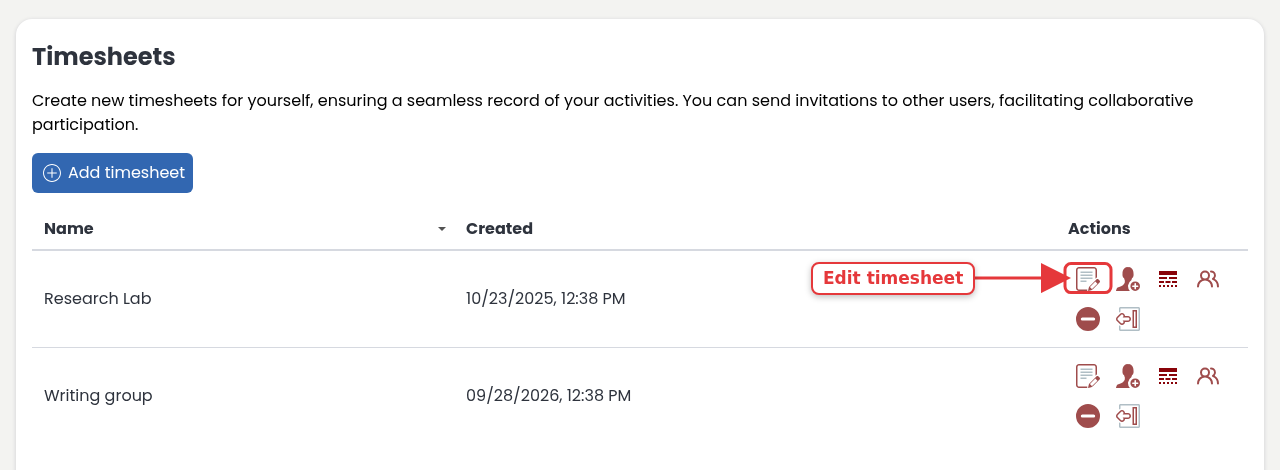 Timesheets
Create new timesheets for yourself, ensuring a seamless record of your activities. You can send invitations to other users, facilitating collaborative
participation.
Add timesheet
Name Created Actions
Edit timesheet
Research Lab 10/23/2025, 12:38 PM
Writing group 09/28/2026, 12:38 PM